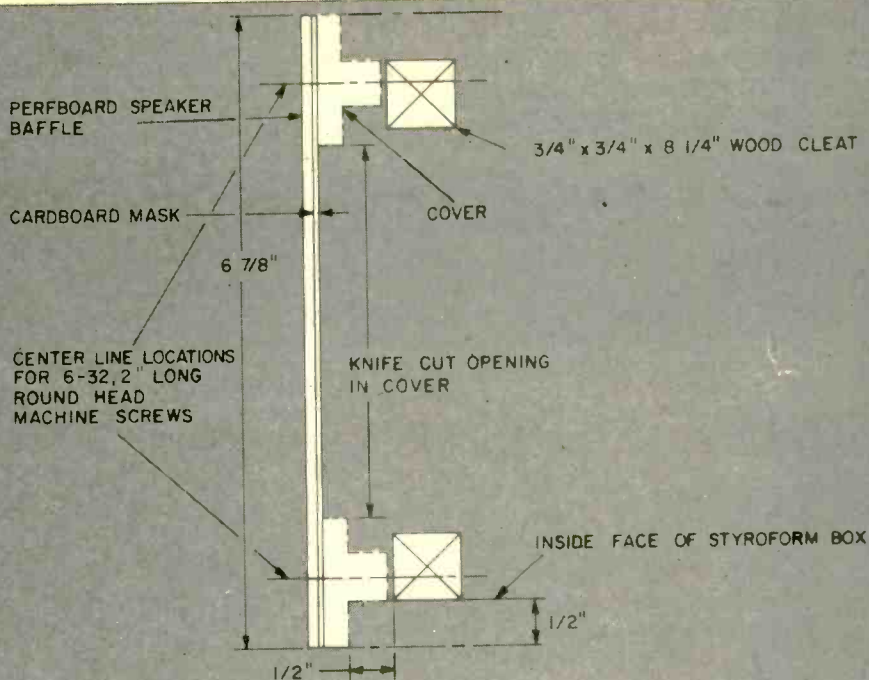 PERFBOARD SPEAKER
BAFFLE
3/4" x 3/4" x 8 1/4" WOOD CLEAT
CARDBOARD MASK
COVER
6 7/8"
CENTER LINE LOCATIONS
FOR 6-32, 2" LONG
ROUND HEAD
MACHINE SCREWS
KNIFE CUT OPENING
IN COVER
INSIDE FACE OF STYROFORM BOX
1/2"
1/2"